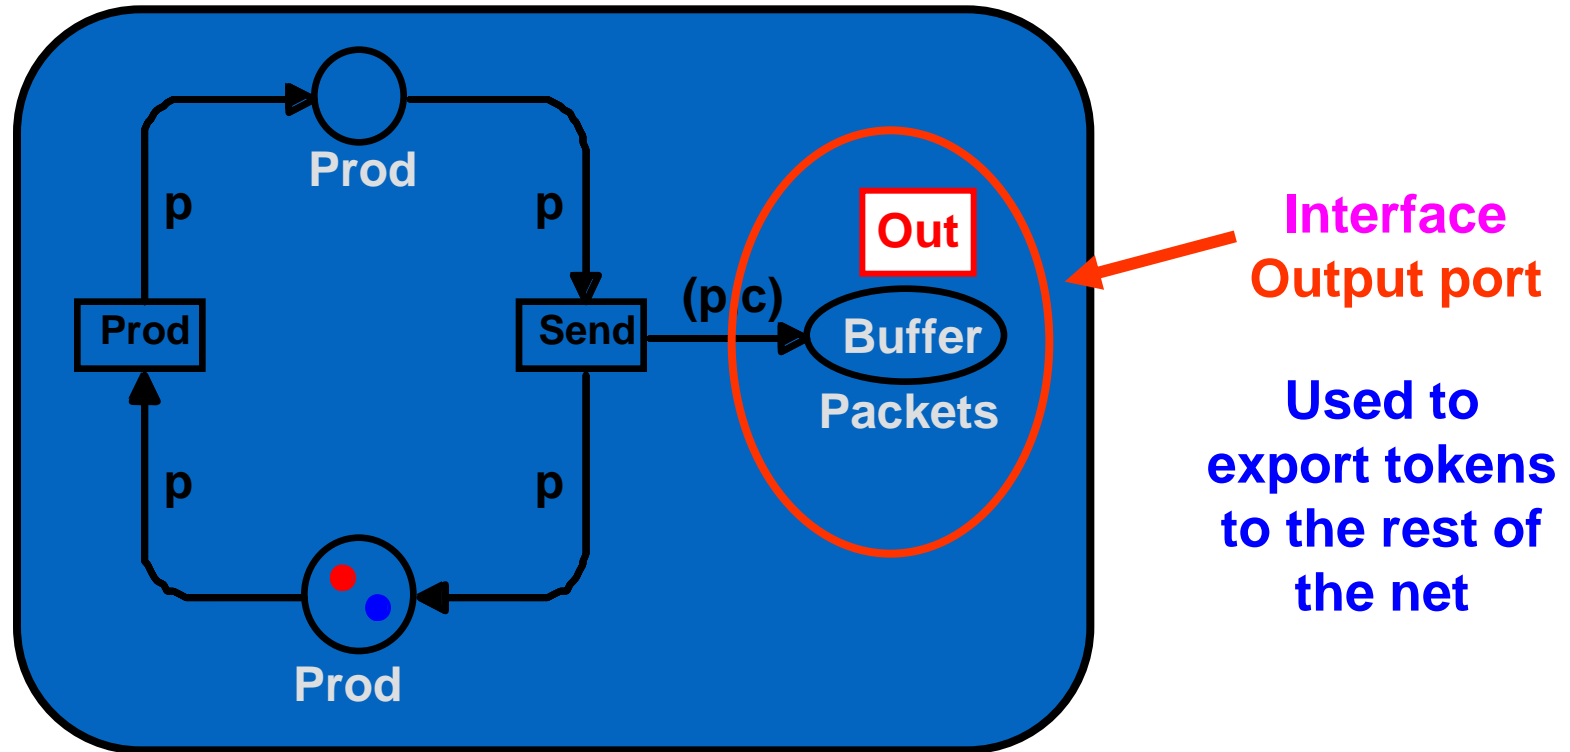 Prod
p
p
Out
Interface
Output port
(p,c)
Prod
Send
Buffer
Packets
Used to
export tokens
to the rest of
the net
p
p
Prod